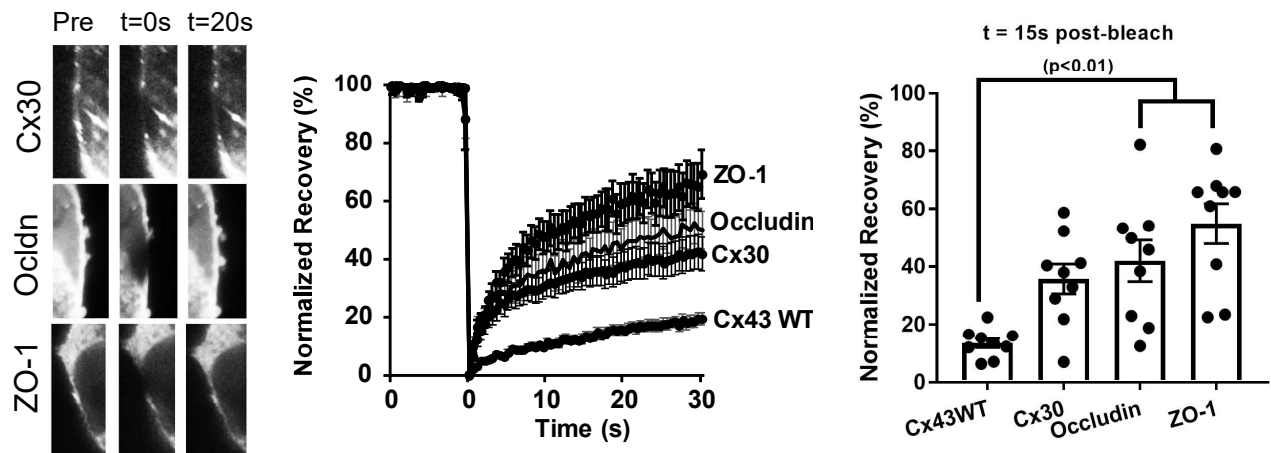 Pre t=0s t=20s
Cx30
Ocldn
ZO-1
Normalized Recovery (%)
100
80
60
40
20
0
0 0 10 20 30
Time (s)
ZO-1
Occludin
Cx30
Cx43 WT
t = 15s post-bleach
(p<0.01)
Normalized Recovery (%)
100
80
60
40
20
0
Cx43WT Cx30 Occludin ZO-1